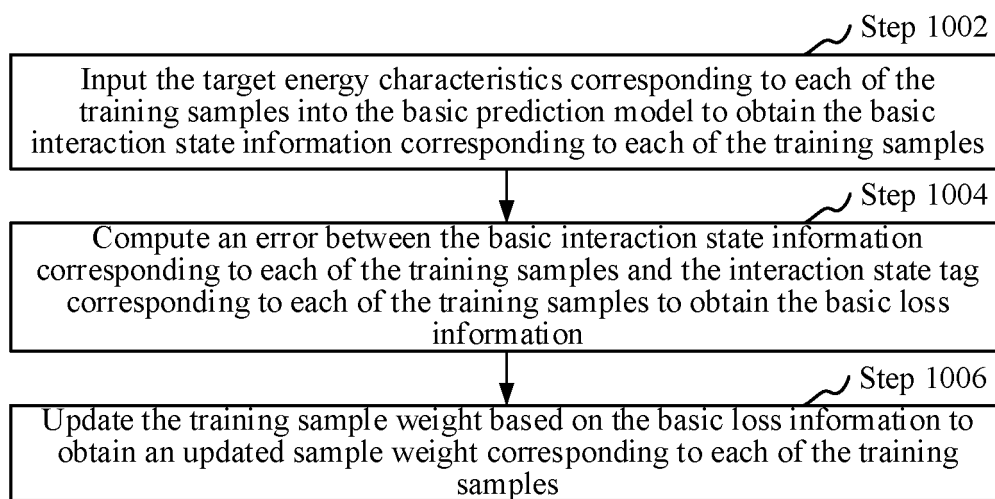 Step 1002
Input the target energy characteristics corresponding to each of the
training samples into the basic prediction model to obtain the basic
interaction state information corresponding to each of the training samples
Step 1004
Compute an error between the basic interaction state information
corresponding to each of the training samples and the interaction state tag
corresponding to each of the training samples to obtain the basic loss
information
Step 1006
Update the training sample weight based on the basic loss information to
obtain an updated sample weight corresponding to each of the training
samples